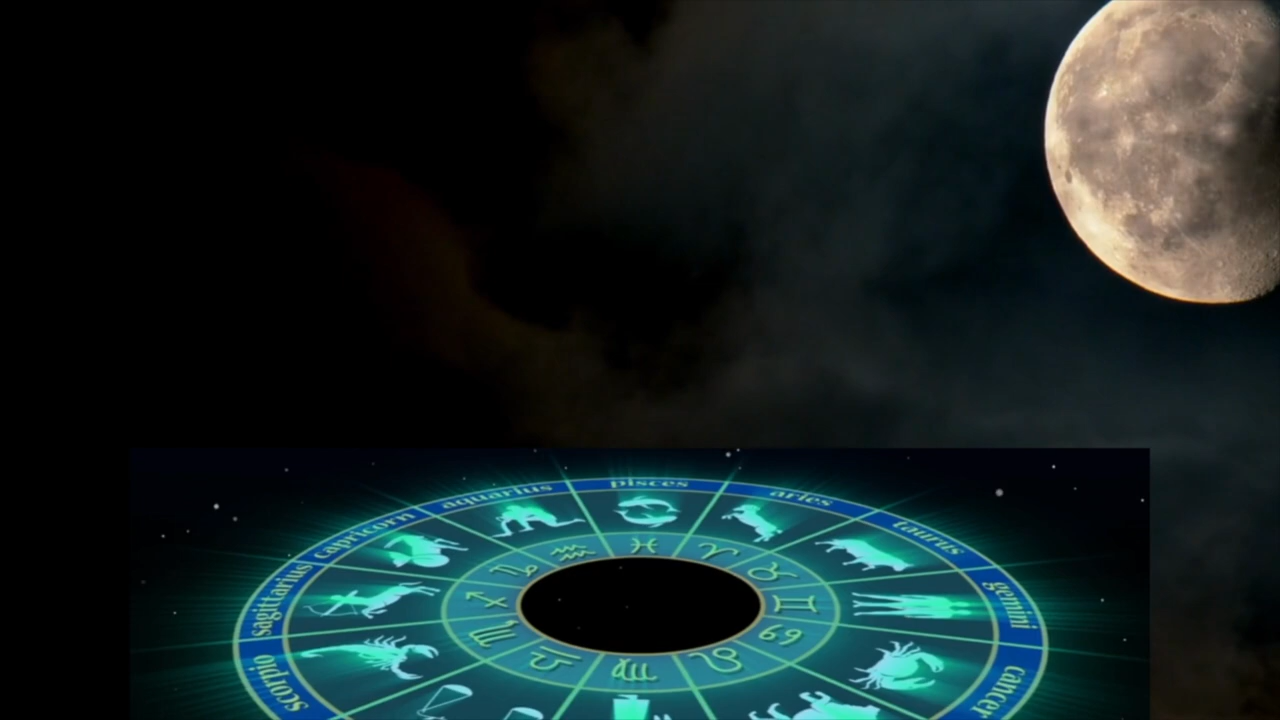 pisces
aquarius
aries
capricorn
taurus
sagittarius
gemini
scorpio
cancer